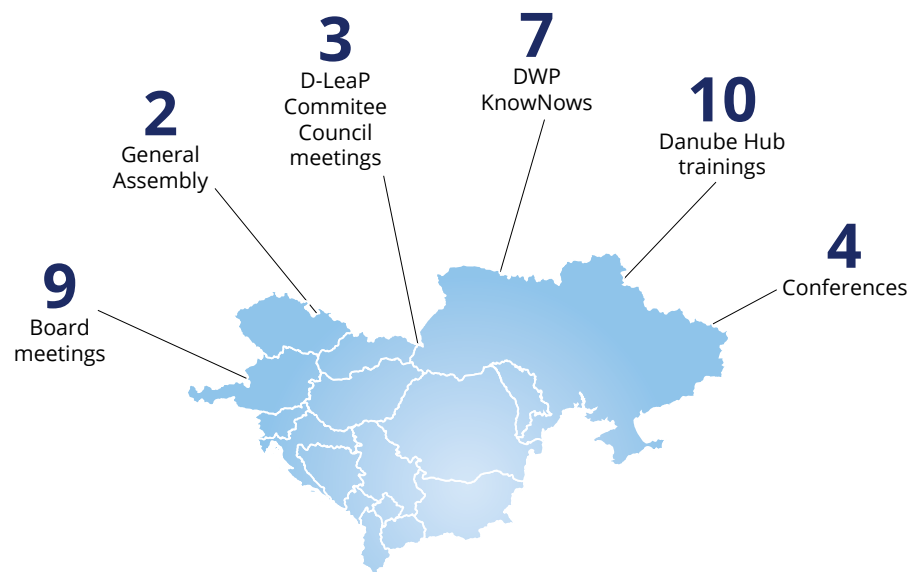 9
Board
meetings
2
General
Assembly
3
D-LeaP
Commitee
Council
meetings
7
DWP
KnowNows
10
Danube Hub
trainings
4
Conferences